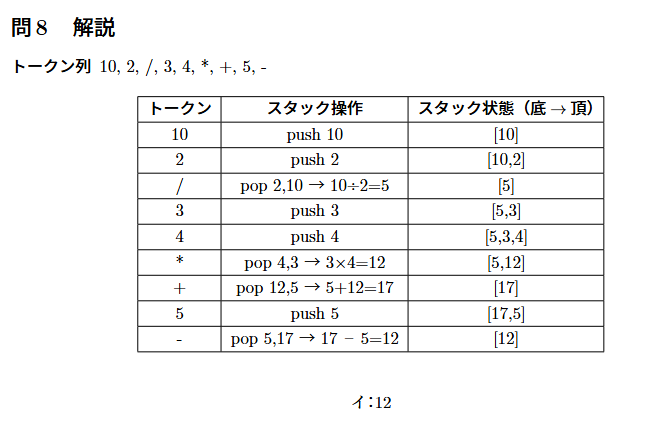 問8 解説
トークン列 10, 2, /, 3, 4, *, +, 5, -
トークン スタック操作 スタック状態（底 → 頂）
10 push 10 [10]
2 push 2 [10,2]
/ pop 2,10 → 10÷2=5 [5]
3 push 3 [5,3]
4 push 4 [5,3,4]
* pop 4,3 → 3×4=12 [5,12]
+ pop 12,5 → 5+12=17 [17]
5 push 5 [17,5]
- pop 5,17 → 17 − 5=12 [12]
イ:12